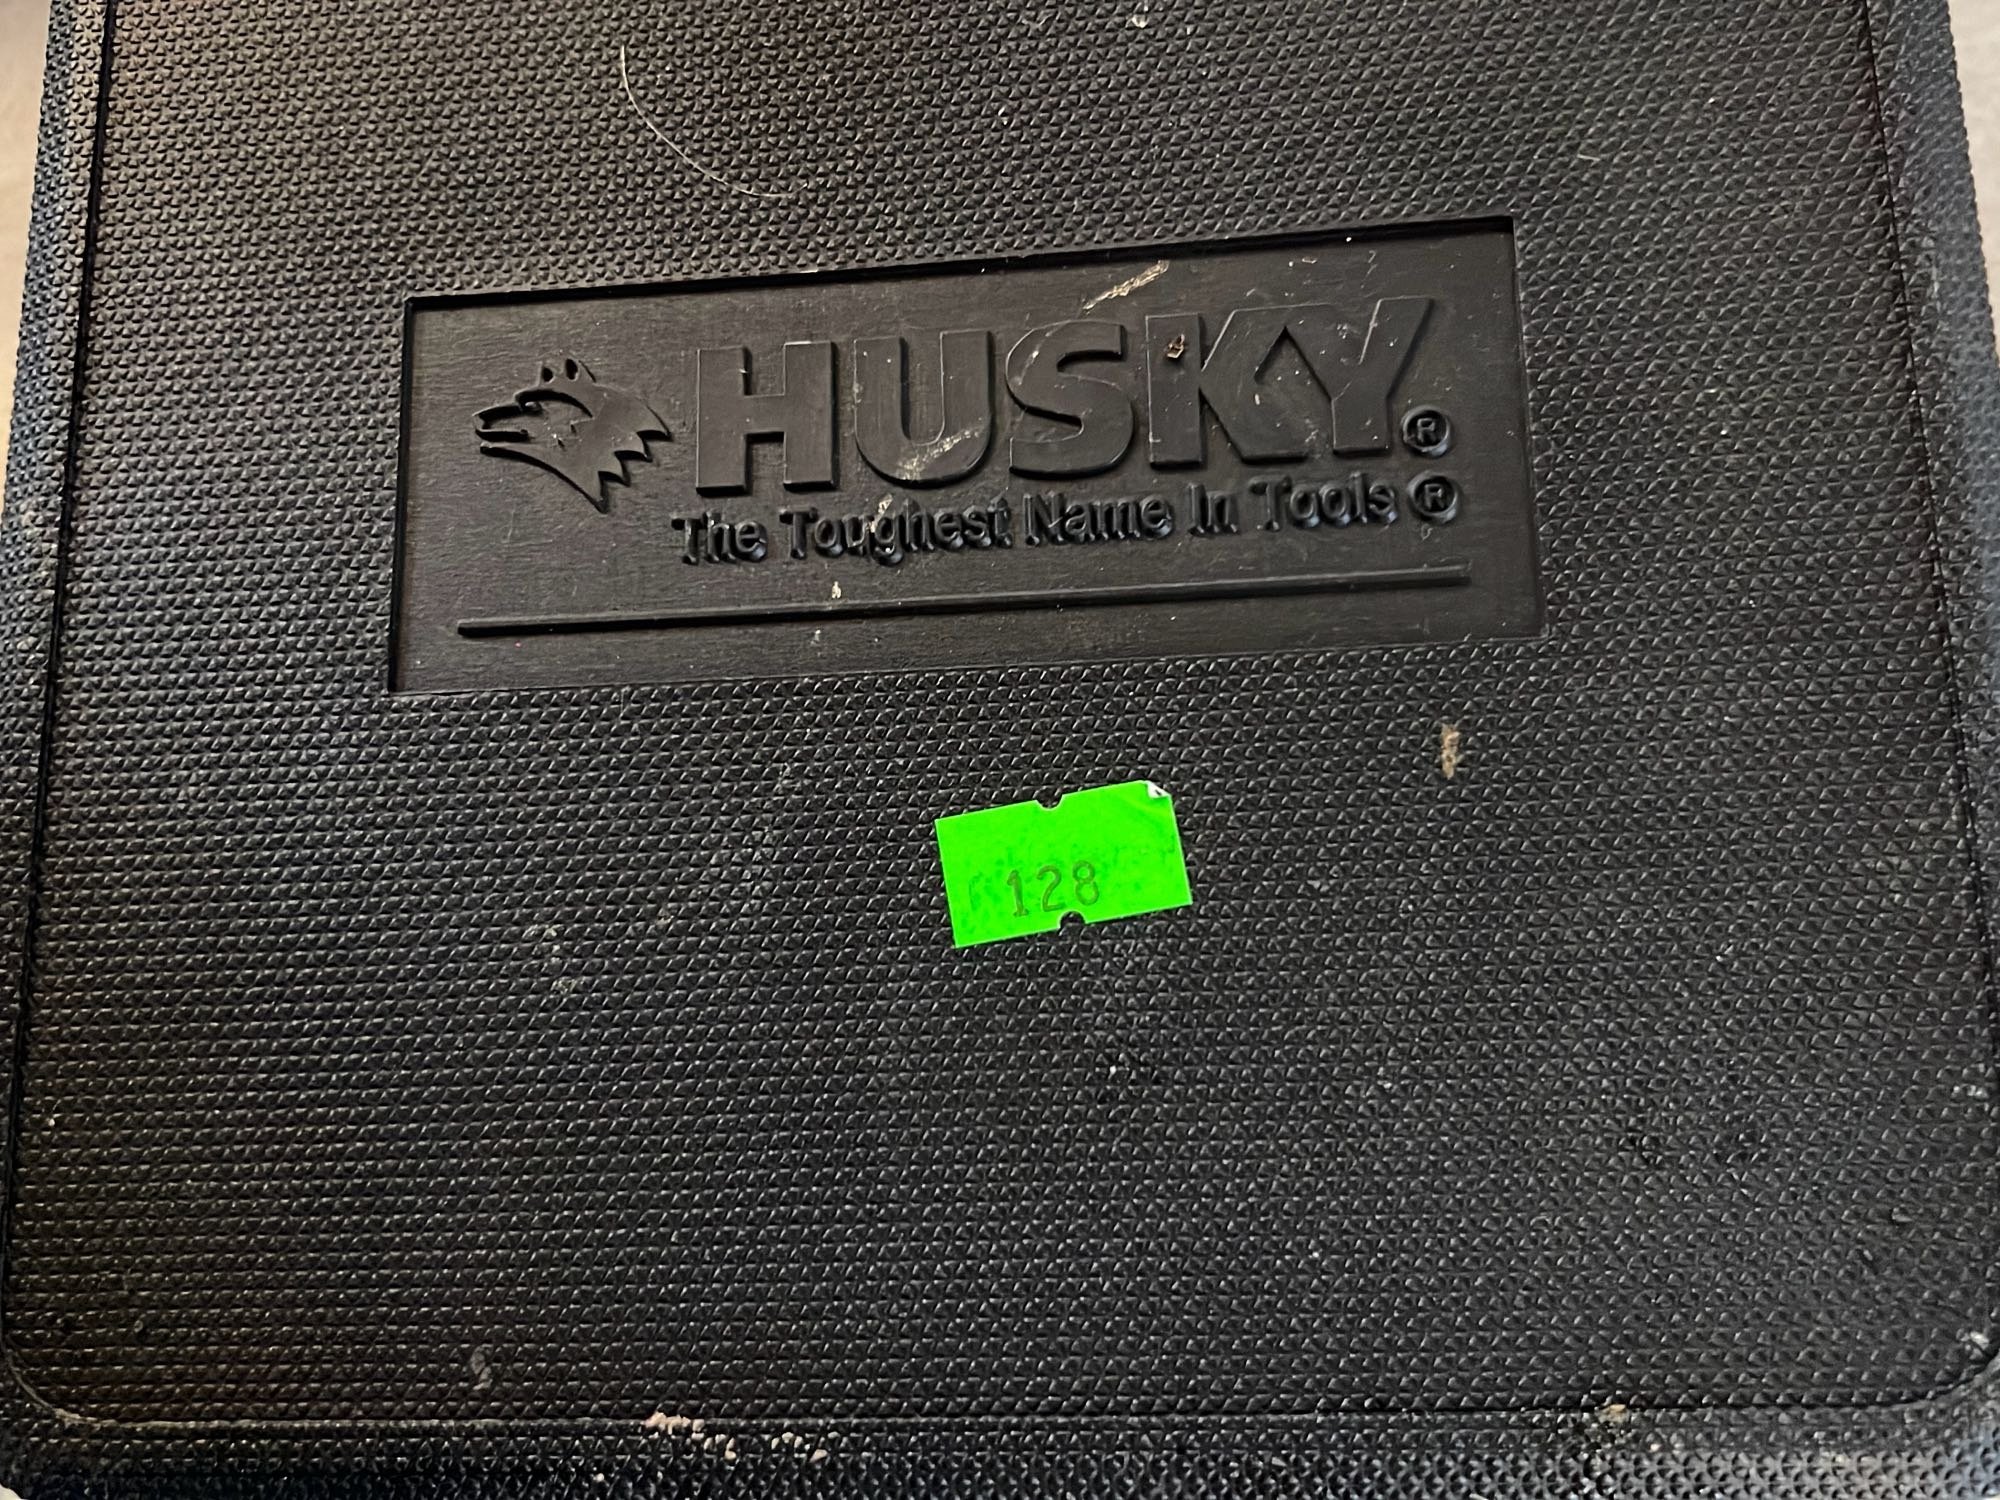 HUSKY®
The Toughest Name In Tools ®
128